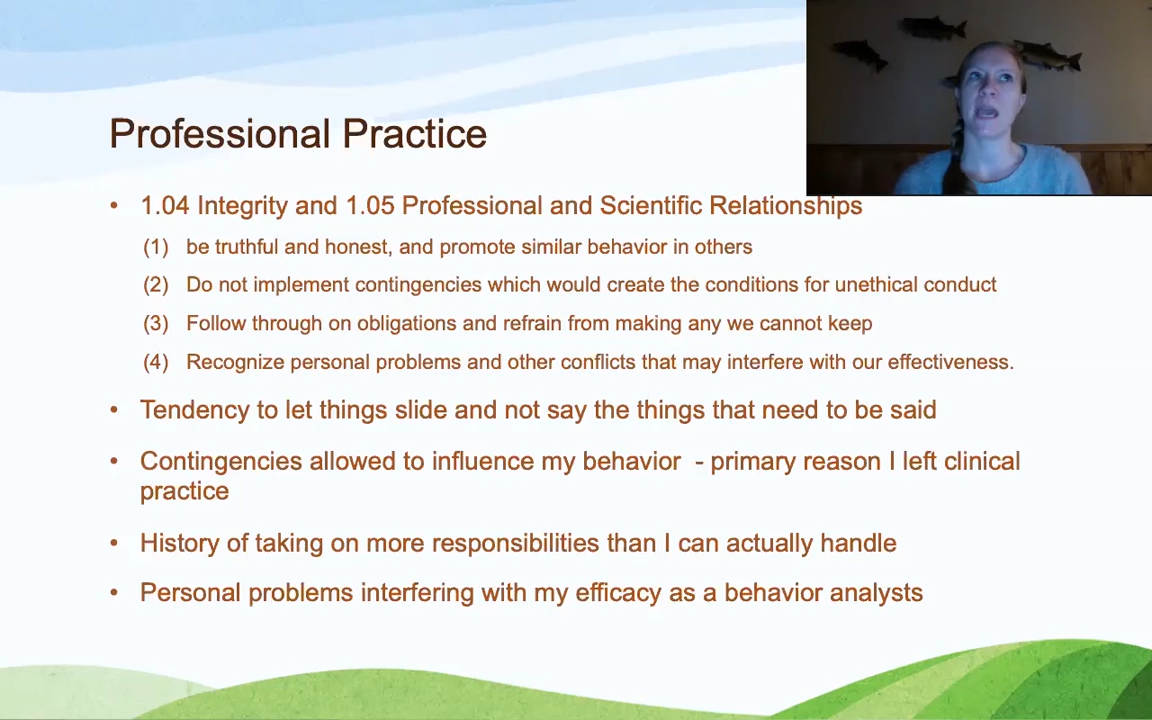 Professional Practice
• 1.04 Integrity and 1.05 Professional and Scientific Relationships
(1) be truthful and honest, and promote similar behavior in others
(2) Do not implement contingencies which would create the conditions for unethical conduct
(3) Follow through on obligations and refrain from making any we cannot keep
(4) Recognize personal problems and other conflicts that may interfere with our effectiveness.
• Tendency to let things slide and not say the things that need to be said
• Contingencies allowed to influence my behavior - primary reason I left clinical
practice
• History of taking on more responsibilities than I can actually handle
• Personal problems interfering with my efficacy as a behavior analysts